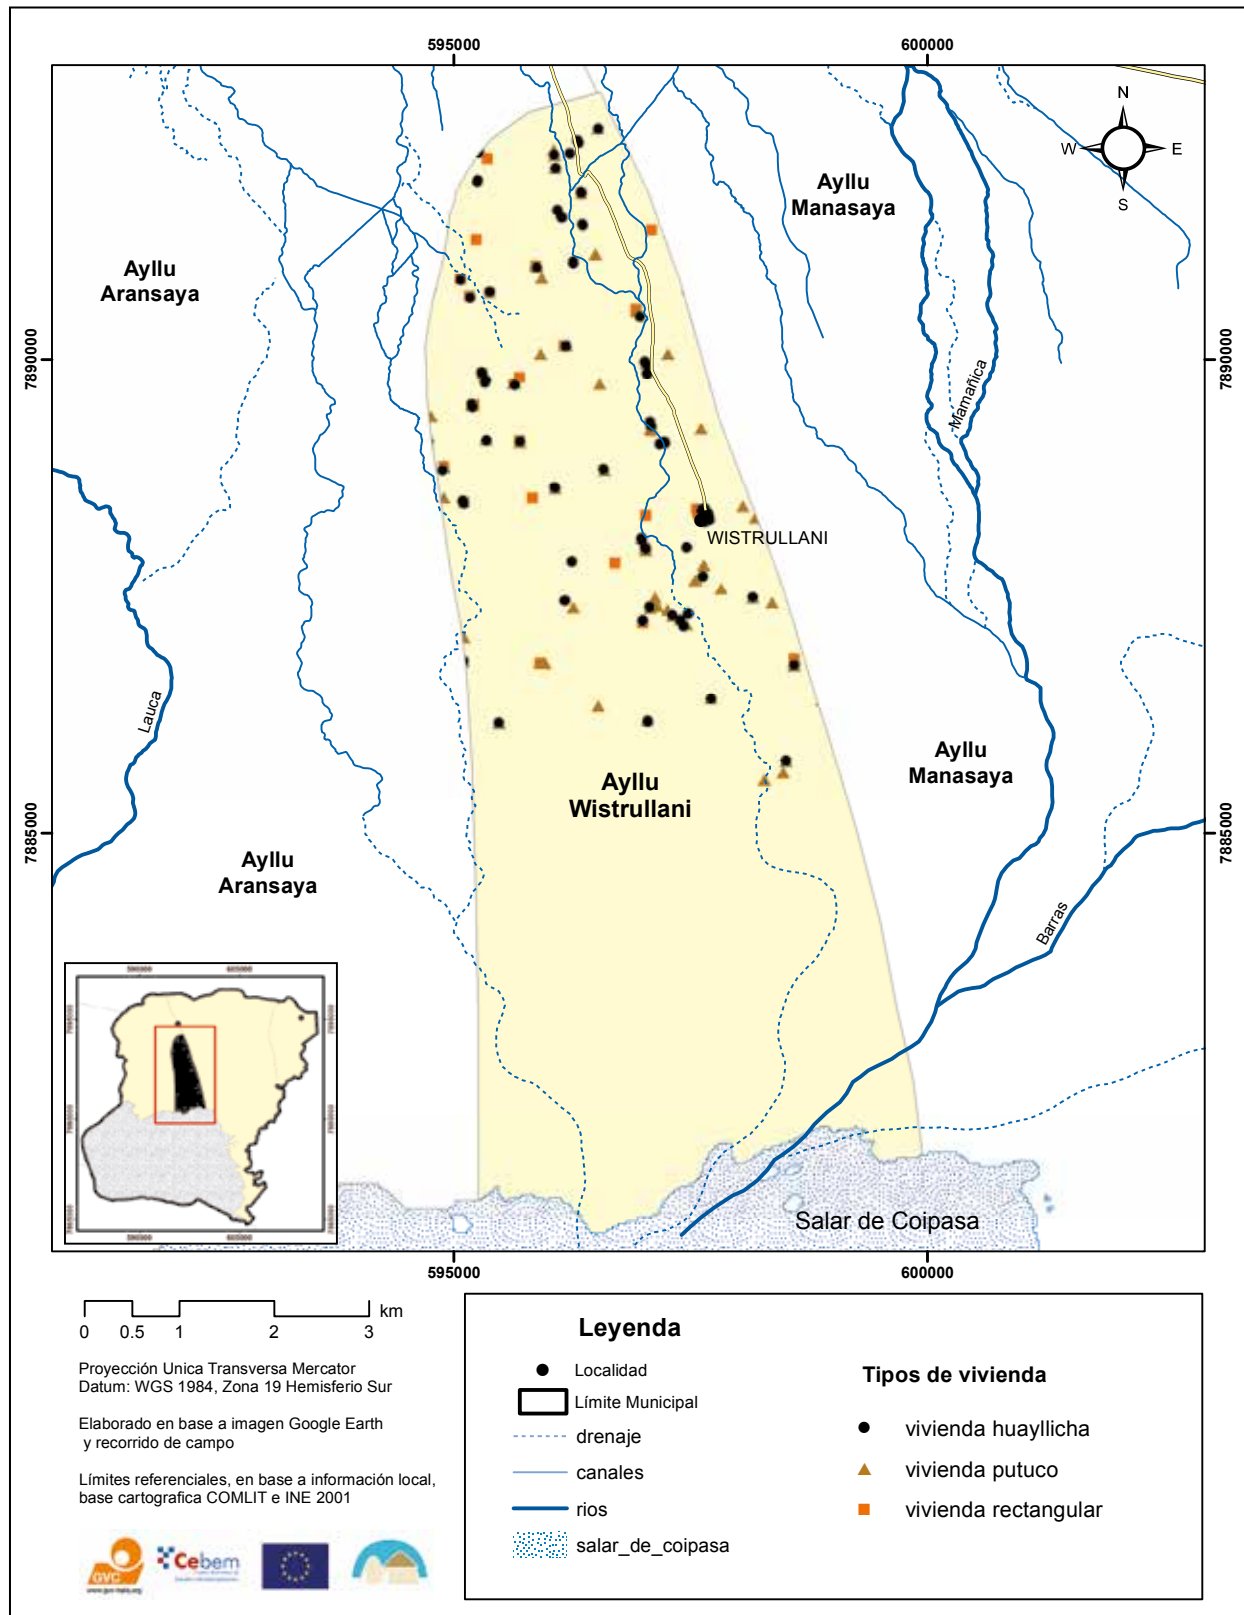 595000
600000
N
W
E
S
Ayllu
Manasaya
Ayllu
Aransaya
7890000
7890000
Mamañica
WISTRULLANI
Lauca
Ayllu
Manasaya
Ayllu
Wistrullani
7885000
7885000
Ayllu
Aransaya
Barras
Salar de Coipasa
595000
600000
km
0 0.5 1 2 3
Proyección Unica Transversa Mercator
Datum: WGS 1984, Zona 19 Hemisferio Sur
Elaborado en base a imagen Google Earth
y recorrido de campo
Límites referenciales, en base a información local,
base cartografica COMLIT e INE 2001
GVC
Cebem
Leyenda
Localidad
Límite Municipal
drenaje
canales
rios
salar_de_coipasa
Tipos de vivienda
vivienda huayllicha
vivienda putuco
vivienda rectangular